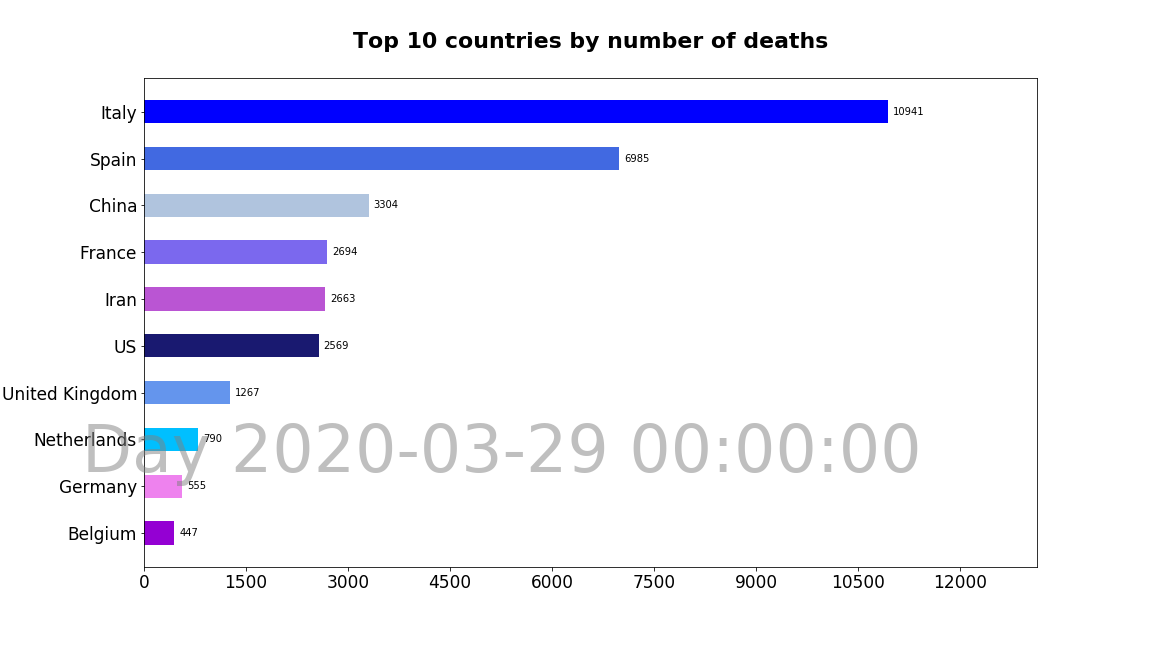 Top 10 countries by number of deaths
Italy 10941
Spain 6985
China 3304
France 2694
Iran 2663
US 2569
United Kingdom 1267
Netherlands 790
Day 2020-03-29 00:00:00
Germany 555
Belgium 447
0 1500 3000 4500 6000 7500 9000 10500 12000